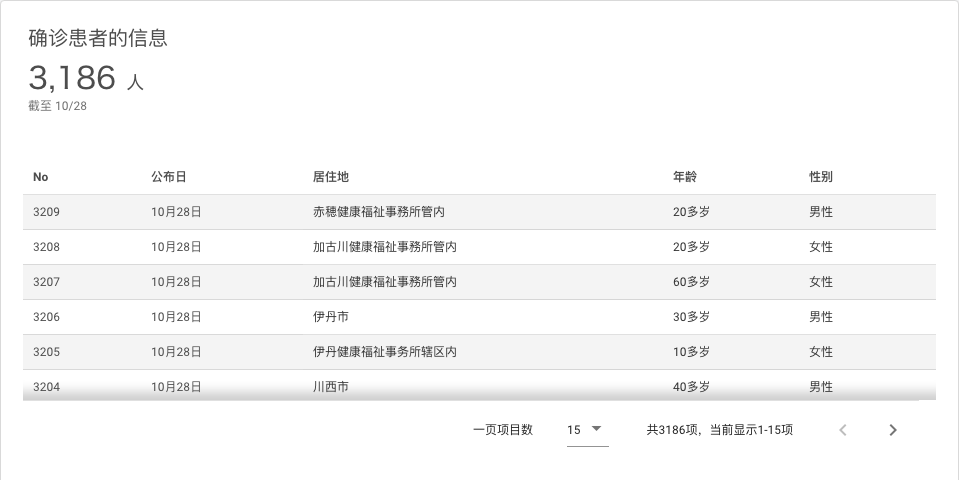 确诊患者的信息
3,186 人
截至 10/28
No 公布日 居住地 年龄 性别
3209 10月28日 赤穂健康福祉事務所管内 20多岁 男性
3208 10月28日 加古川健康福祉事務所管内 20多岁 女性
3207 10月28日 加古川健康福祉事務所管内 60多岁 女性
3206 10月28日 伊丹市 30多岁 男性
3205 10月28日 伊丹健康福祉事务所辖区内 10多岁 女性
3204 10月28日 川西市 40多岁 男性
一页项目数 15 共3186项，当前显示1-15项